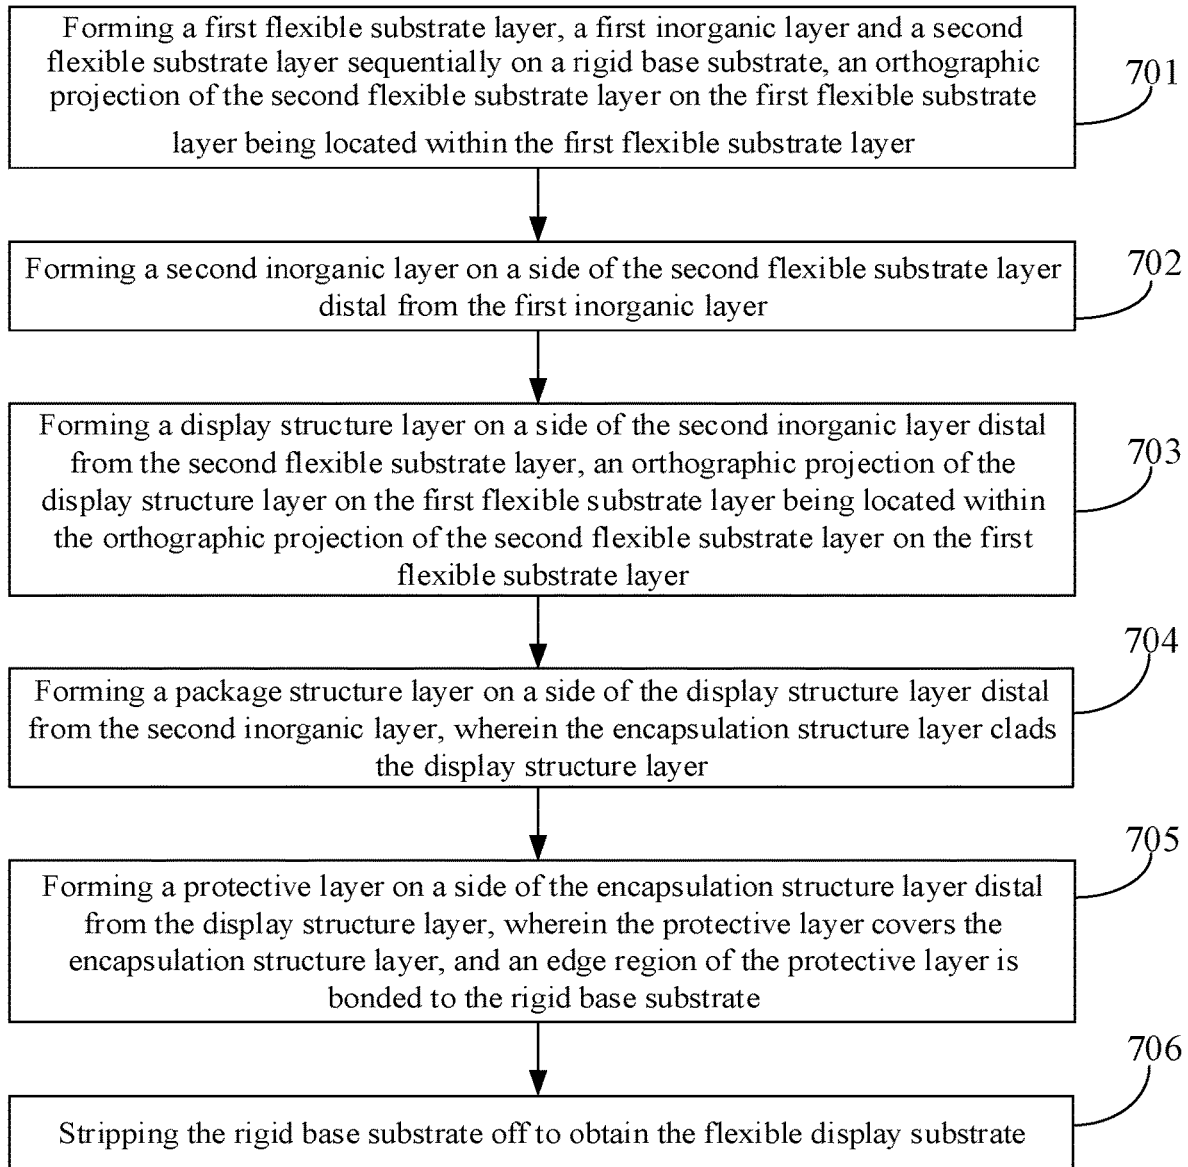 Forming a first flexible substrate layer, a first inorganic layer and a second
flexible substrate layer sequentially on a rigid base substrate, an orthographic
projection of the second flexible substrate layer on the first flexible substrate
layer being located within the first flexible substrate layer
701
Forming a second inorganic layer on a side of the second flexible substrate layer
distal from the first inorganic layer
702
Forming a display structure layer on a side of the second inorganic layer distal
from the second flexible substrate layer, an orthographic projection of the
display structure layer on the first flexible substrate layer being located within
the orthographic projection of the second flexible substrate layer on the first
flexible substrate layer
703
Forming a package structure layer on a side of the display structure layer distal
from the second inorganic layer, wherein the encapsulation structure layer clads
the display structure layer
704
Forming a protective layer on a side of the encapsulation structure layer distal
from the display structure layer, wherein the protective layer covers the
encapsulation structure layer, and an edge region of the protective layer is
bonded to the rigid base substrate
705
Stripping the rigid base substrate off to obtain the flexible display substrate
706